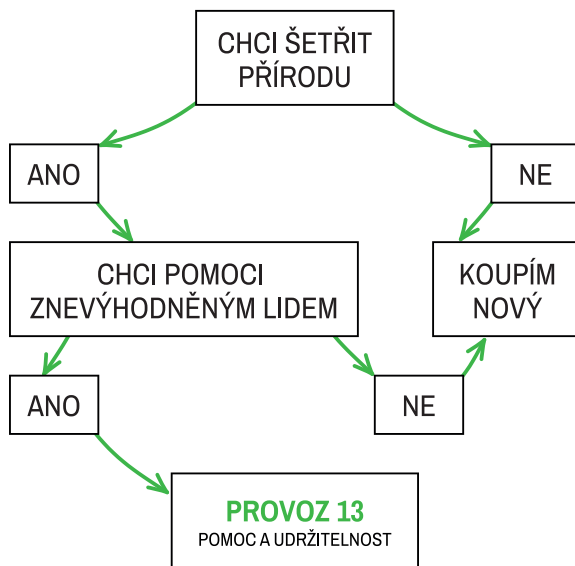 CHCI ŠETŘIT
PŘÍRODU
ANO
NE
CHCI POMOCI
ZNEVÝHODNĚNÝM LIDEM
KOUPÍM
NOVÝ
ANO
NE
PROVOZ 13
POMOC A UDRŽITELNOST